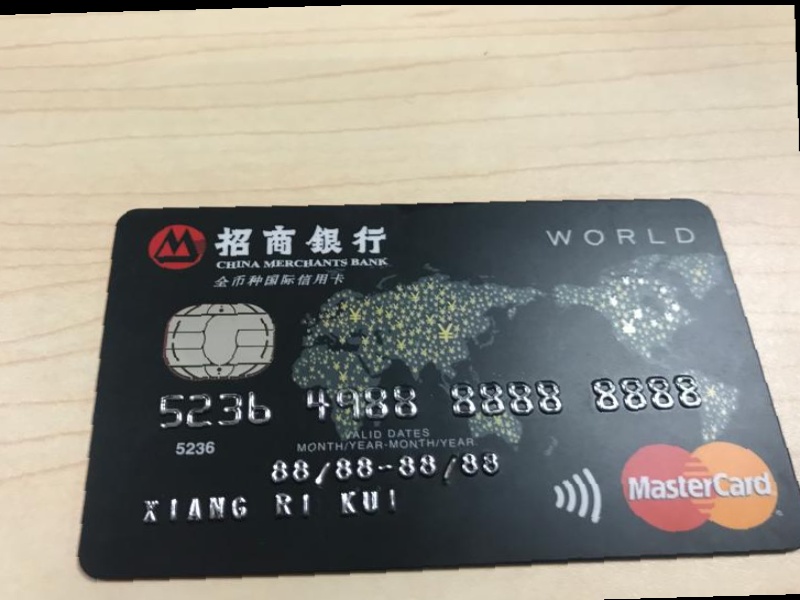 招商銀行
CHINA MERCHANTS BANK
全币种国际信用卡
WORLD
5236 4988 8888 8888
5236
VALID DATES
MONTH/YEAR-MONTH/YEAR
88/88-88/88
XIANG RI KUI
MasterCard